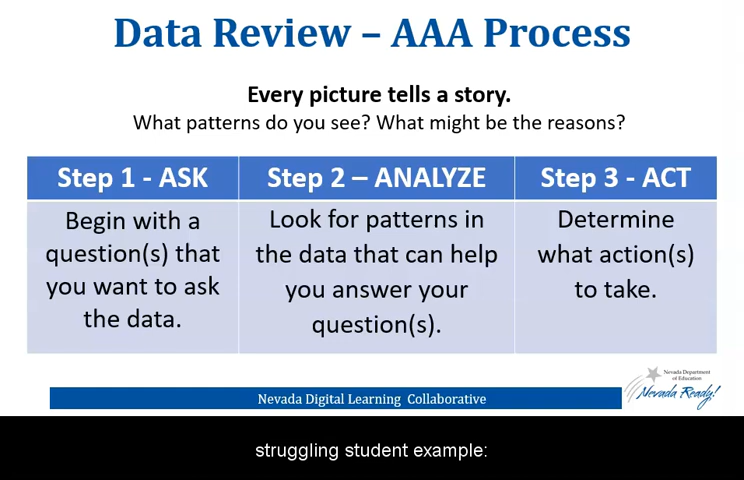 Data Review – AAA Process
Every picture tells a story.
What patterns do you see? What might be the reasons?
Step 1 - ASK
Begin with a
question(s) that
you want to ask
the data.
Step 2 – ANALYZE
Look for patterns in
the data that can help
you answer your
question(s).
Step 3 - ACT
Determine
what action(s)
to take.
Nevada Digital Learning Collaborative
Nevada Department
of Education
Nevada Ready!
struggling student example: